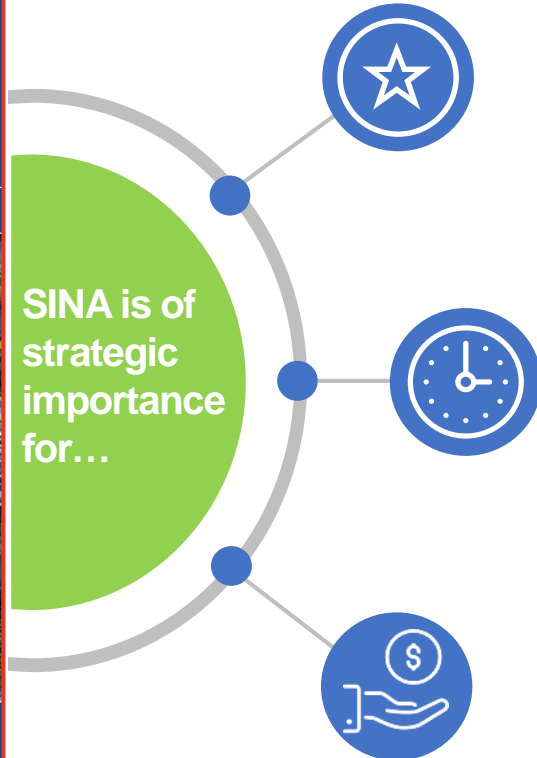 SINA is of
strategic
importance
for…
$